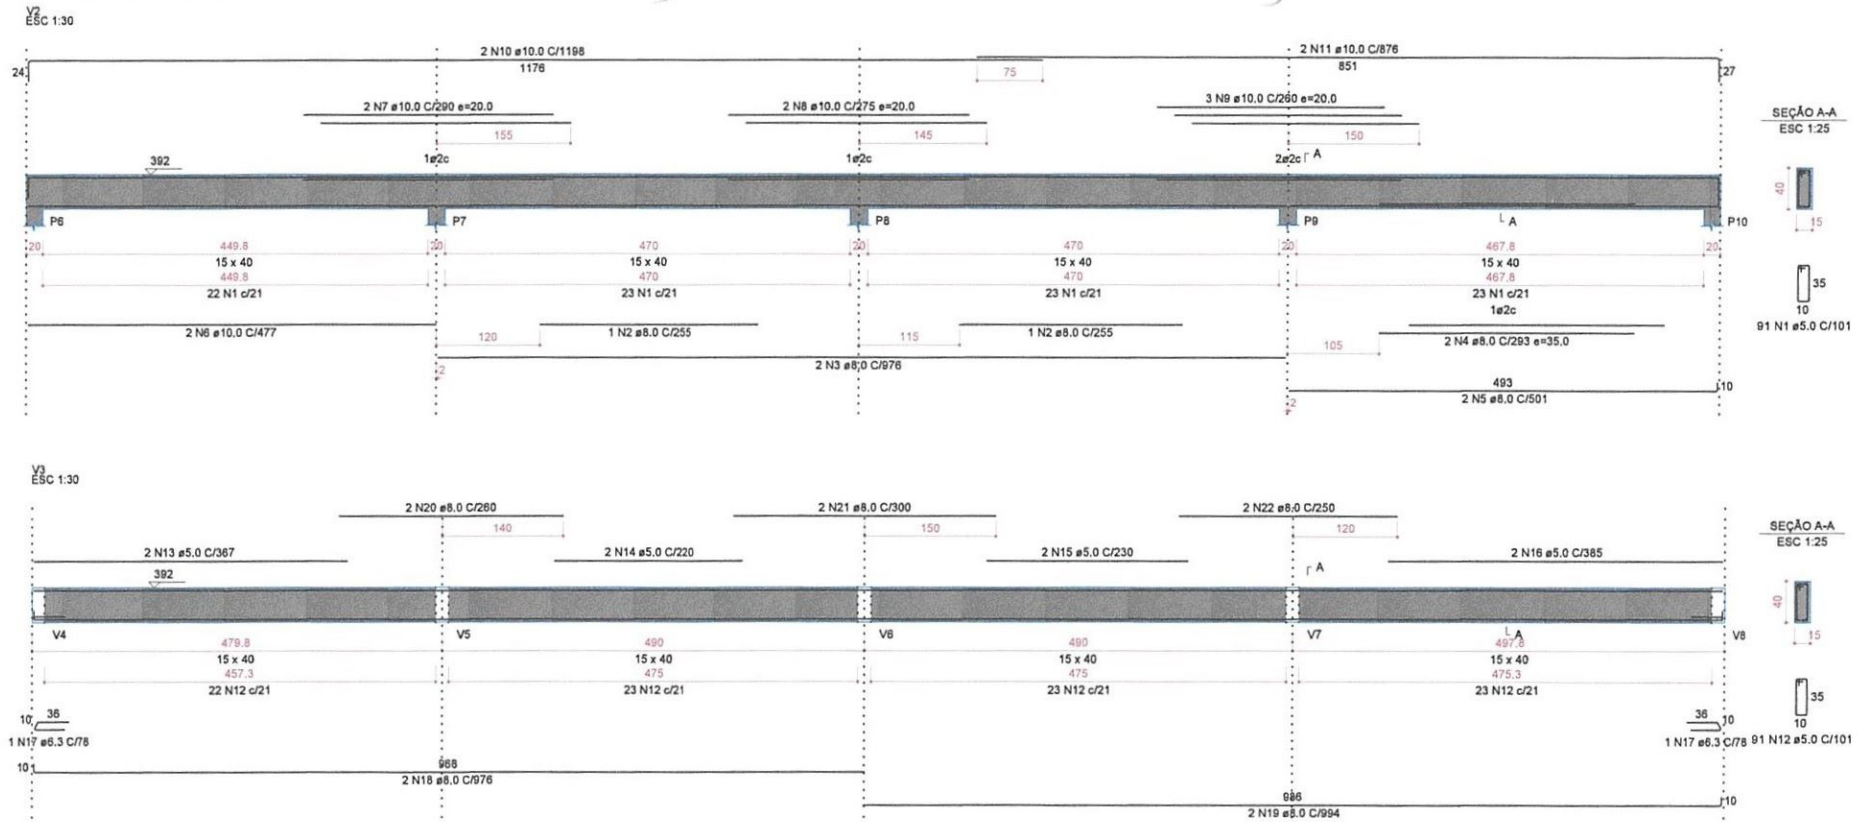 V2
ESC 1:30
2 N10 ø10.0 C/1198
1176
24
2 N11 ø10.0 C/876
851
27
75
2 N7 ø10.0 C/290 e=20.0
155
2 N8 ø10.0 C/275 e=20.0
145
3 N9 ø10.0 C/260 e=20.0
150
SEÇÃO A-A
ESC 1:25
392
1ø2c
1ø2c
2ø2c
A
40
15
P6
P7
P8
P9
A
P10
20 449.8 20 470 20 470 20 467.8 20
15 x 40 15 x 40 15 x 40 15 x 40
449.8 470 470 467.8
22 N1 c/21 23 N1 c/21 23 N1 c/21 23 N1 c/21
35
10
91 N1 ø5.0 C/101
1ø2c
2 N6 ø10.0 C/477
120
1 N2 ø8.0 C/255
115
1 N2 ø8.0 C/255
105
2 N4 ø8.0 C/293 e=35.0
2
2 N3 ø8.0 C/976
493
10
2 N5 ø8.0 C/501
2
V3
ESC 1:30
2 N20 ø8.0 C/260
140
2 N21 ø8.0 C/300
150
2 N22 ø8.0 C/250
120
SEÇÃO A-A
ESC 1:25
2 N13 ø5.0 C/367
2 N14 ø5.0 C/220
2 N15 ø5.0 C/230
2 N16 ø5.0 C/385
392
A
40
15
V4
V5
V6
V7
A
V8
479.8 490 490 497.8
15 x 40 15 x 40 15 x 40 15 x 40
457.3 475 475 475.3
22 N12 c/21 23 N12 c/21 23 N12 c/21 23 N12 c/21
35
10
91 N12 ø5.0 C/101
10 36
1 N17 ø6.3 C/78
36 10
1 N17 ø6.3 C/78
10
968
2 N18 ø8.0 C/976
986
10
2 N19 ø8.0 C/994